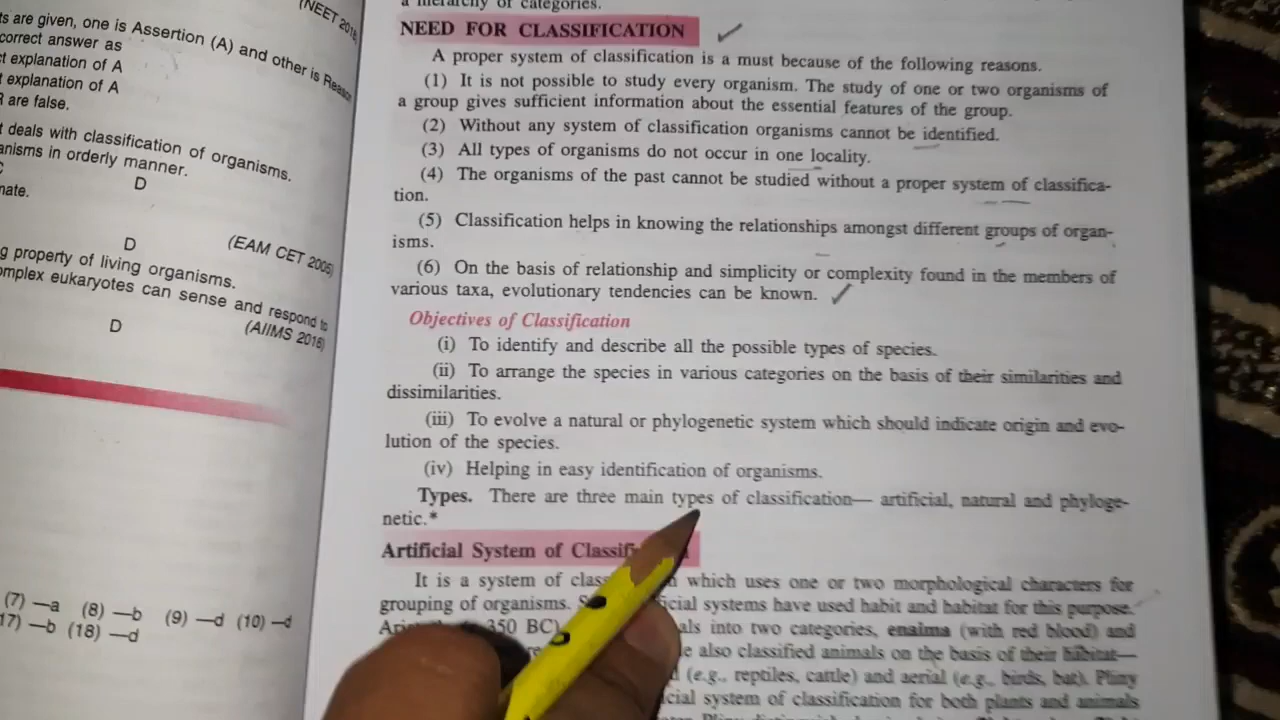 (NEET 201
ts are given, one is Assertion (A) and other is Reason
correct answer as
t explanation of A
t explanation of A
R are false.
t deals with classification of organisms.
anisms in orderly manner.
D
nate.
D
(EAM CET 2005)
g property of living organisms.
omplex eukaryotes can sense and respond to
D
(AIIMS 2016)
(7) —a (8) —b (9) —d (10) —d
17) —b (18) —d
a hierarchy of categories.
NEED FOR CLASSIFICATION
A proper system of classification is a must because of the following reasons.
(1) It is not possible to study every organism. The study of one or two organisms of
a group gives sufficient information about the essential features of the group.
(2) Without any system of classification organisms cannot be identified.
(3) All types of organisms do not occur in one locality.
(4) The organisms of the past cannot be studied without a proper system of classifica-
tion.
(5) Classification helps in knowing the relationships amongst different groups of organ-
isms.
(6) On the basis of relationship and simplicity or complexity found in the members of
various taxa, evolutionary tendencies can be known.
Objectives of Classification
(i) To identify and describe all the possible types of species.
(ii) To arrange the species in various categories on the basis of their similarities and
dissimilarities.
(iii) To evolve a natural or phylogenetic system which should indicate origin and evo-
lution of the species.
(iv) Helping in easy identification of organisms.
Types. There are three main types of classification— artificial, natural and phyloge-
netic.*
Artificial System of Classif
It is a system of clas which uses one or two morphological characters for
grouping of organisms. icial systems have used habit and habitat for this purpose.
350 BC) als into two categories, enaima (with red blood) and
e also classified animals on the basis of their habitat—
(e.g., reptiles, cattle) and aerial (e.g., birds, bat). Pliny
cial system of classification for both plants and animals